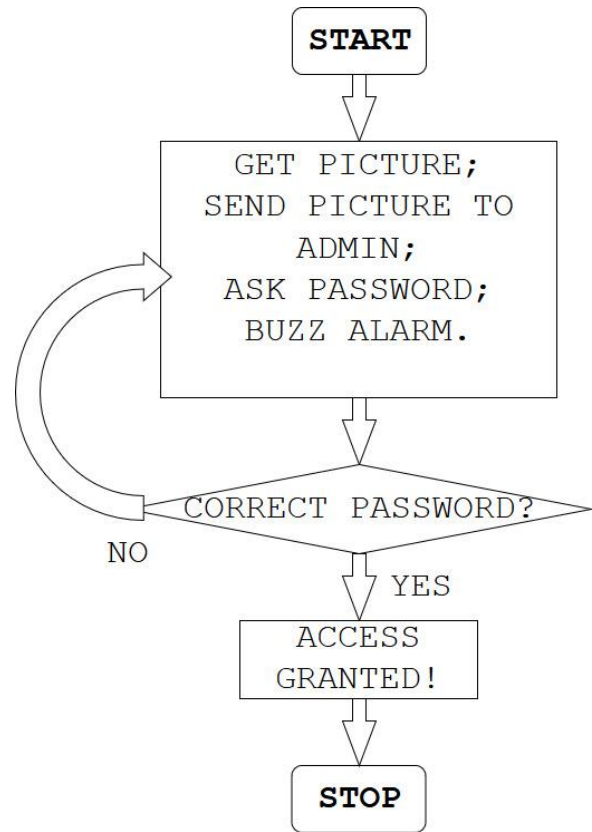 START
GET PICTURE;
SEND PICTURE TO
ADMIN;
ASK PASSWORD;
BUZZ ALARM.
CORRECT PASSWORD?
NO
YES
ACCESS
GRANTED!
STOP